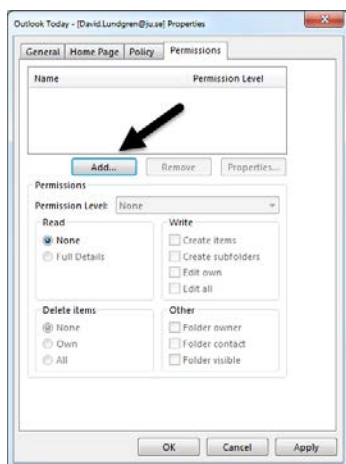 Outlook Today - [David.Lundgren@ju.se] Properties
General Home Page Policy Permissions
Name Permission Level
Add... Remove Properties...
Permissions
Permission Level: None
Read Write
None Create items
Full Details Create subfolders
Edit own
Edit all
Delete items Other
None Folder owner
Own Folder contact
All Folder visible
OK Cancel Apply